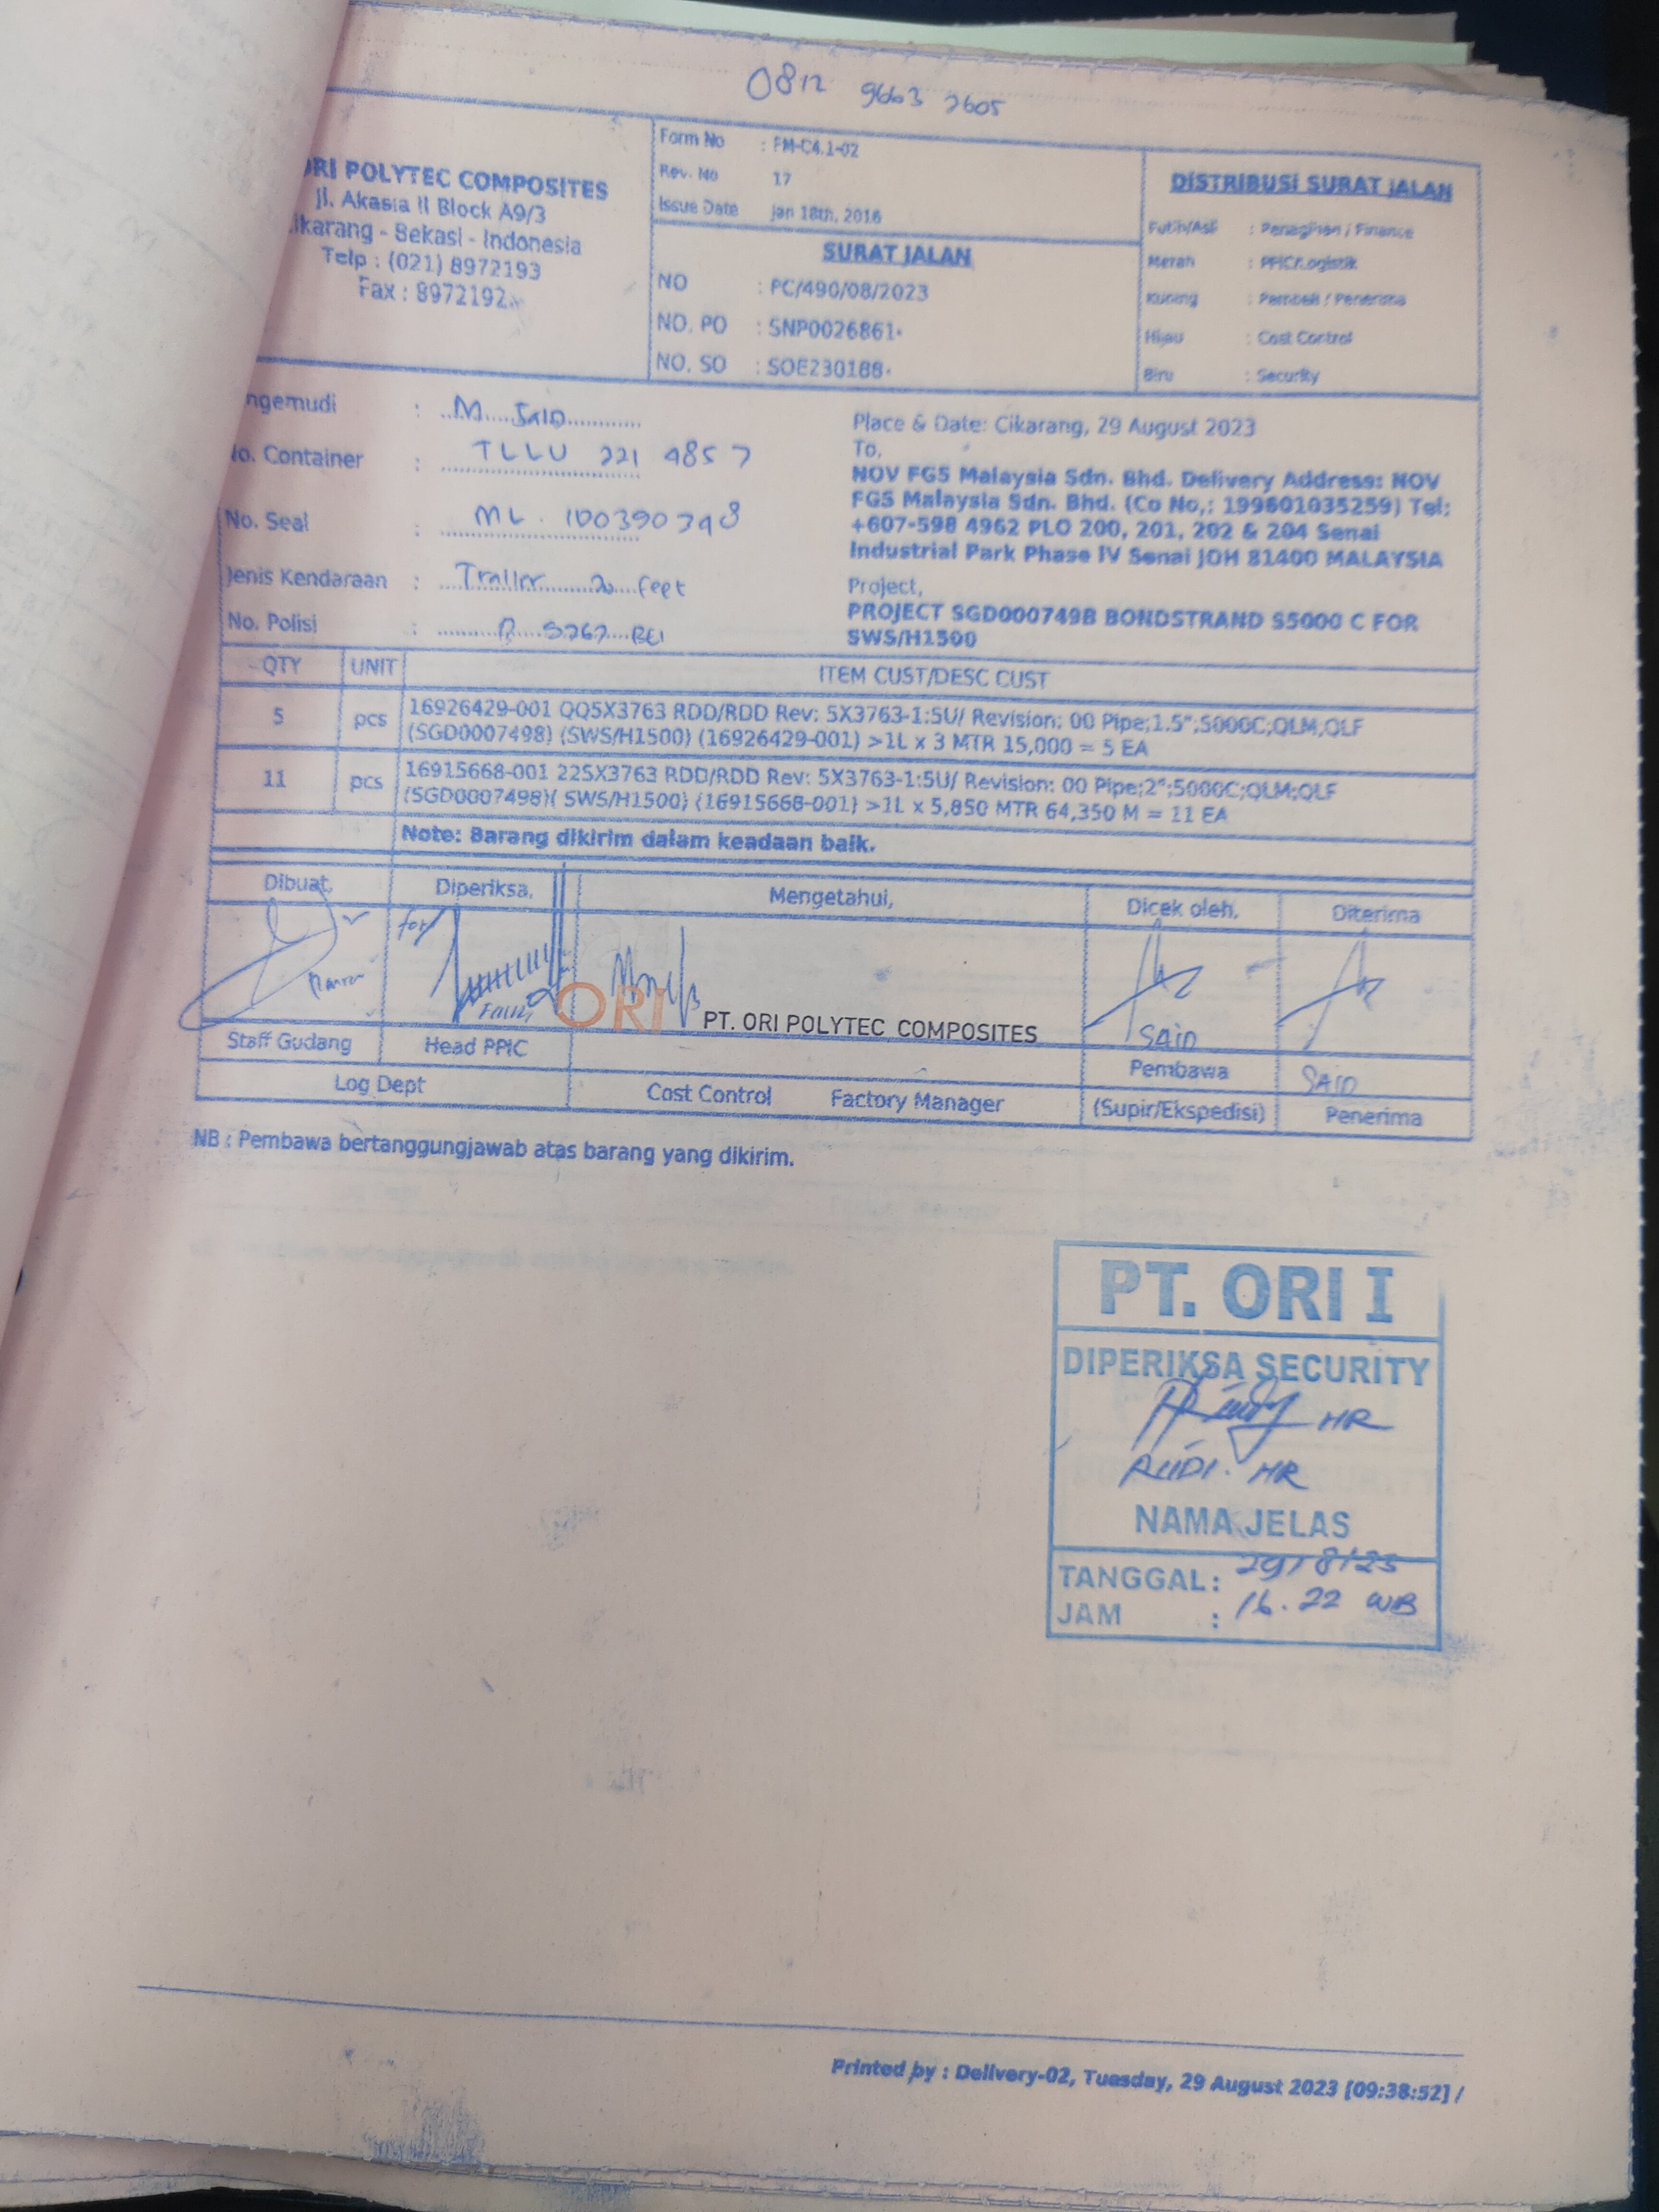 0812 9663 2605
ORI POLYTEC COMPOSITES
Jl. Akasia II Block A9/3
ikarang - Bekasi - Indonesia
Telp : (021) 8972193
Fax : 8972192
Form No : FM-C4.1-02
Rev. No 17
Issue Date Jan 18th, 2016
SURAT JALAN
NO : PC/490/08/2023
NO. PO : SNP0026861
NO. SO : SOE230188
DISTRIBUSI SURAT JALAN
Putih/Asli : Penagihan / Finance
Merah : PPIC/Logistik
Kuning : Pembeli / Penerima
Hijau : Cost Control
Biru : Security
ngemudi : M SAID
No. Container : TLLU 221 4857
No. Seal : ML. 100390398
Jenis Kendaraan : Trailer 20 feet
No. Polisi :
Place & Date: Cikarang, 29 August 2023
To,
NOV FGS Malaysia Sdn. Bhd. Delivery Address: NOV
FGS Malaysia Sdn. Bhd. (Co No,: 199601035259) Tel:
+607-598 4962 PLO 200, 201, 202 & 204 Senai
Industrial Park Phase IV Senai JOH 81400 MALAYSIA
Project,
PROJECT SGD0007498 BONDSTRAND S5000 C FOR
SWS/H1500
QTY UNIT ITEM CUST/DESC CUST
5 pcs 16926429-001 QQ5X3763 RDD/RDD Rev: 5X3763-1:5U/ Revision: 00 Pipe;1.5";5000C;QLM,QLF
(SGD0007498) (SWS/H1500) (16926429-001) >1L x 3 MTR 15,000 = 5 EA
11 pcs 16915668-001 225X3763 RDD/RDD Rev: 5X3763-1:5U/ Revision: 00 Pipe;2";5000C;QLM;QLF
(SGD0007498)( SWS/H1500) (16915668-001) >1L x 5,850 MTR 64,350 M = 11 EA
Note: Barang dikirim dalam keadaan baik.
Dibuat, Diperiksa, Mengetahui, Dicek oleh, Diterima
for
ORI PT. ORI POLYTEC COMPOSITES
SAID
SAID
Staff Gudang Head PPIC Pembawa
Log Dept Cost Control Factory Manager (Supir/Ekspedisi) Penerima
NB : Pembawa bertanggungjawab atas barang yang dikirim.
PT. ORI I
DIPERIKSA SECURITY
HR
RUDI. HR
NAMA JELAS
TANGGAL : 29/8/23
JAM : 16.22 WIB
Printed by : Delivery-02, Tuesday, 29 August 2023 [09:38:52] /